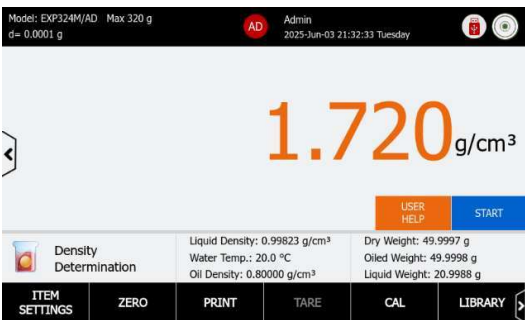 Model: EXP324M/AD Max 320 g
d= 0.0001 g
AD
Admin
2025-Jun-03 21:32:33 Tuesday
1.720 g/cm³
USER HELP
START
Density Determination
Liquid Density: 0.99823 g/cm³
Water Temp.: 20.0 °C
Oil Density: 0.80000 g/cm³
Dry Weight: 49.9997 g
Oiled Weight: 49.9998 g
Liquid Weight: 20.9988 g
ITEM SETTINGS
ZERO
PRINT
TARE
CAL
LIBRARY